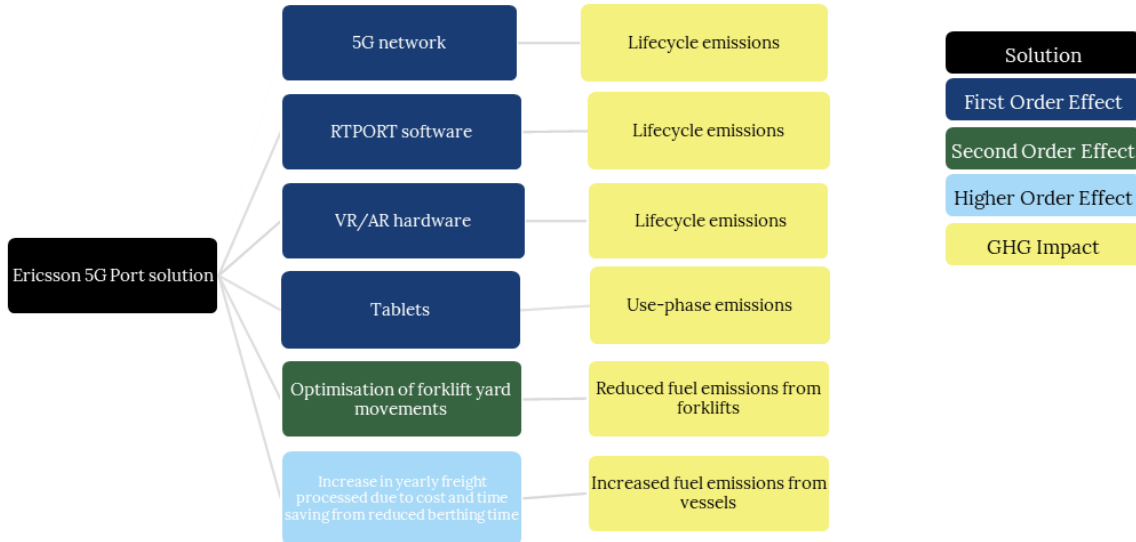 5G network
Lifecycle emissions
Solution
First Order Effect
RTPORT software
Lifecycle emissions
Second Order Effect
Higher Order Effect
VR/AR hardware
Lifecycle emissions
GHG Impact
Ericsson 5G Port solution
Tablets
Use-phase emissions
Optimisation of forklift yard
movements
Reduced fuel emissions from
forklifts
Increase in yearly freight
processed due to cost and time
saving from reduced berthing time
Increased fuel emissions from
vessels